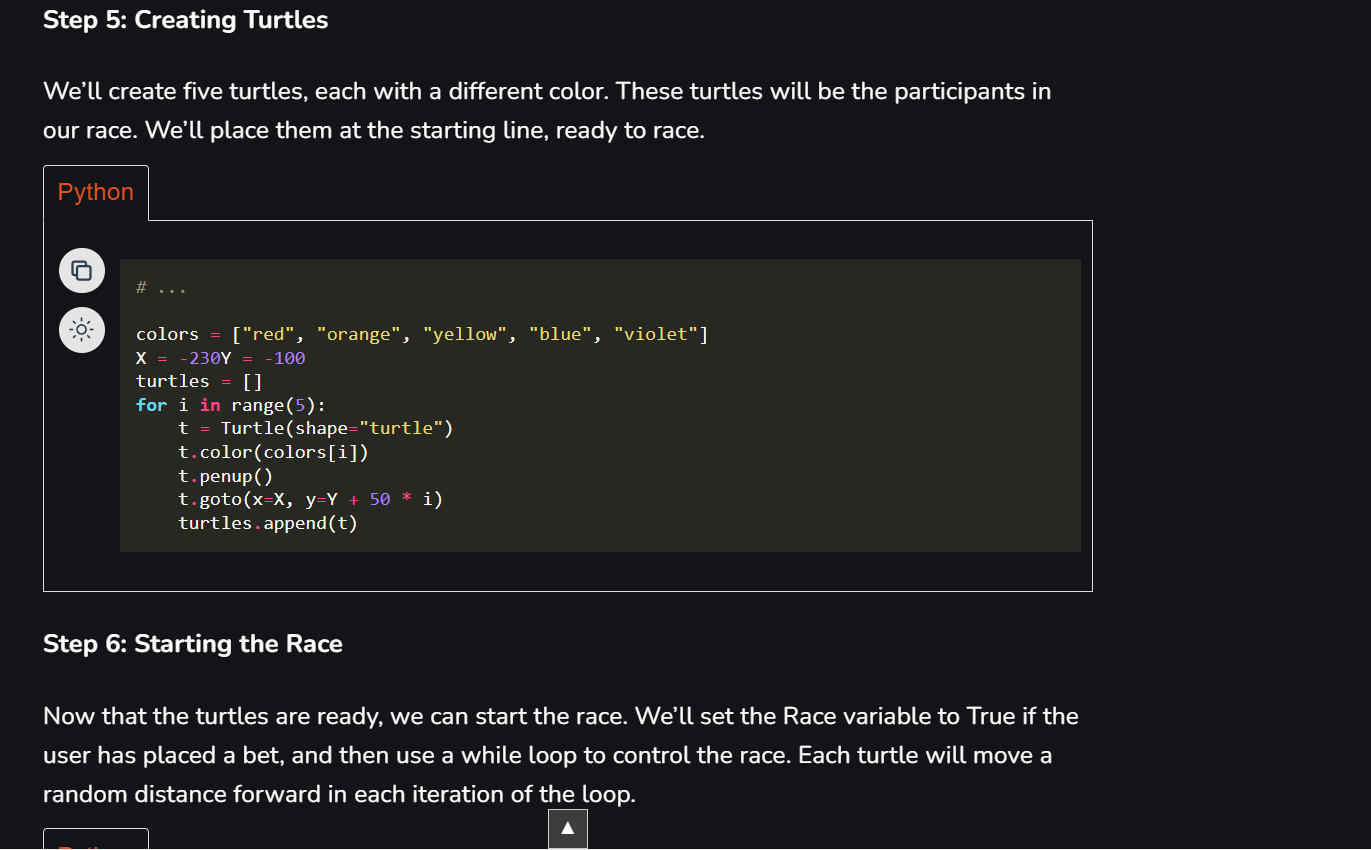 Step 5: Creating Turtles
We’ll create five turtles, each with a different color. These turtles will be the participants in
our race. We’ll place them at the starting line, ready to race.
Python
# ...
colors = ["red", "orange", "yellow", "blue", "violet"]
X = -230Y = -100
turtles = []
for i in range(5):
    t = Turtle(shape="turtle")
    t.color(colors[i])
    t.penup()
    t.goto(x=X, y=Y + 50 * i)
    turtles.append(t)
Step 6: Starting the Race
Now that the turtles are ready, we can start the race. We’ll set the Race variable to True if the
user has placed a bet, and then use a while loop to control the race. Each turtle will move a
random distance forward in each iteration of the loop.